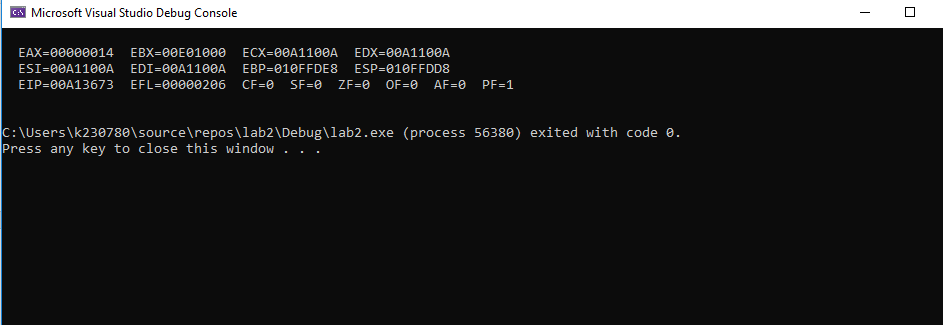 Microsoft Visual Studio Debug Console
EAX=00000014 EBX=00E01000 ECX=00A1100A EDX=00A1100A
ESI=00A1100A EDI=00A1100A EBP=010FFDE8 ESP=010FFDD8
EIP=00A13673 EFL=00000206 CF=0 SF=0 ZF=0 OF=0 AF=0 PF=1
C:\Users\k230780\source\repos\lab2\Debug\lab2.exe (process 56380) exited with code 0.
Press any key to close this window . . .